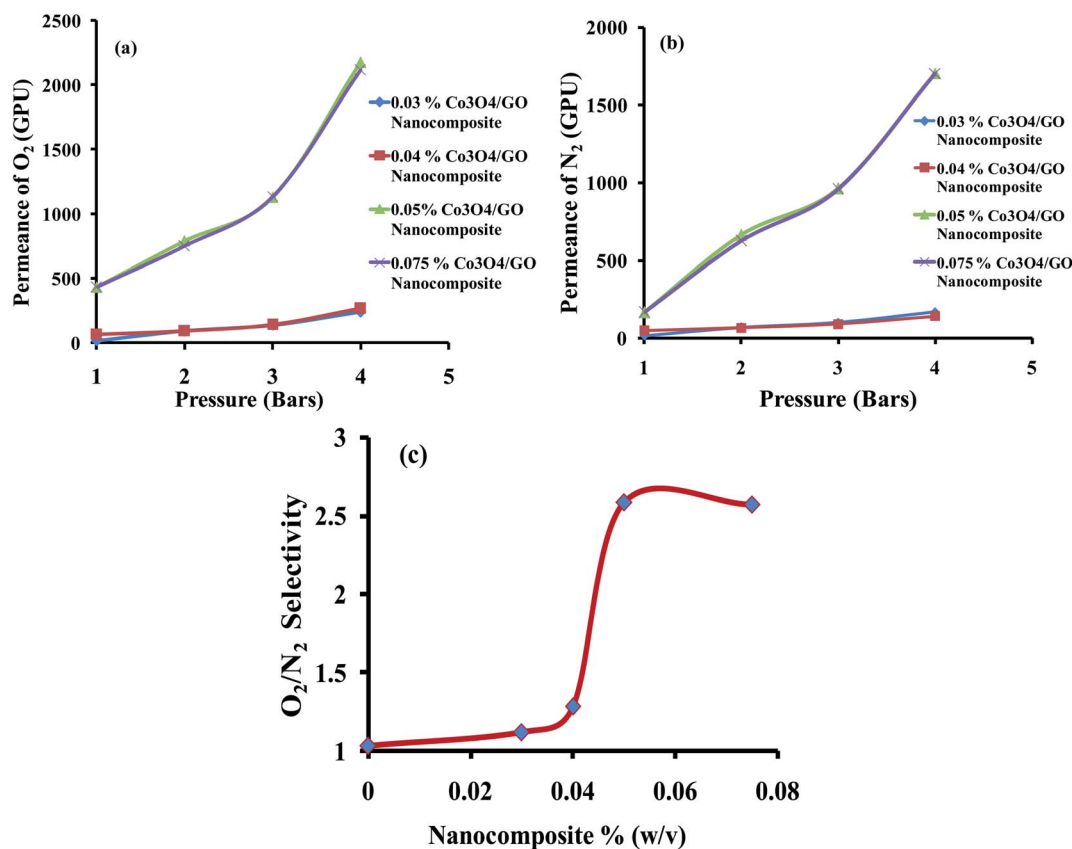 (a)
Permeance of O₂ (GPU)
2500
2000
1500
1000
500
0
1 2 3 4 5
Pressure (Bars)
0.03 % Co3O4/GO
Nanocomposite
0.04 % Co3O4/GO
Nanocomposite
0.05% Co3O4/GO
Nanocomposite
0.075 % Co3O4/GO
Nanocomposite
(b)
Permeance of N₂ (GPU)
2000
1500
1000
500
0
1 2 3 4 5
Pressure (Bars)
0.03 % Co3O4/GO
Nanocomposite
0.04 % Co3O4/GO
Nanocomposite
0.05 % Co3O4/GO
Nanocomposite
0.075 % Co3O4/GO
Nanocomposite
(c)
O₂/N₂ Selectivity
3
2.5
2
1.5
1
0 0.02 0.04 0.06 0.08
Nanocomposite % (w/v)